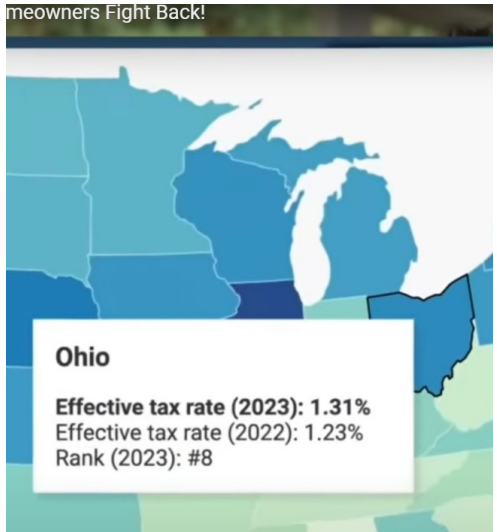 meowners Fight Back!
Ohio
Effective tax rate (2023): 1.31%
Effective tax rate (2022): 1.23%
Rank (2023): #8